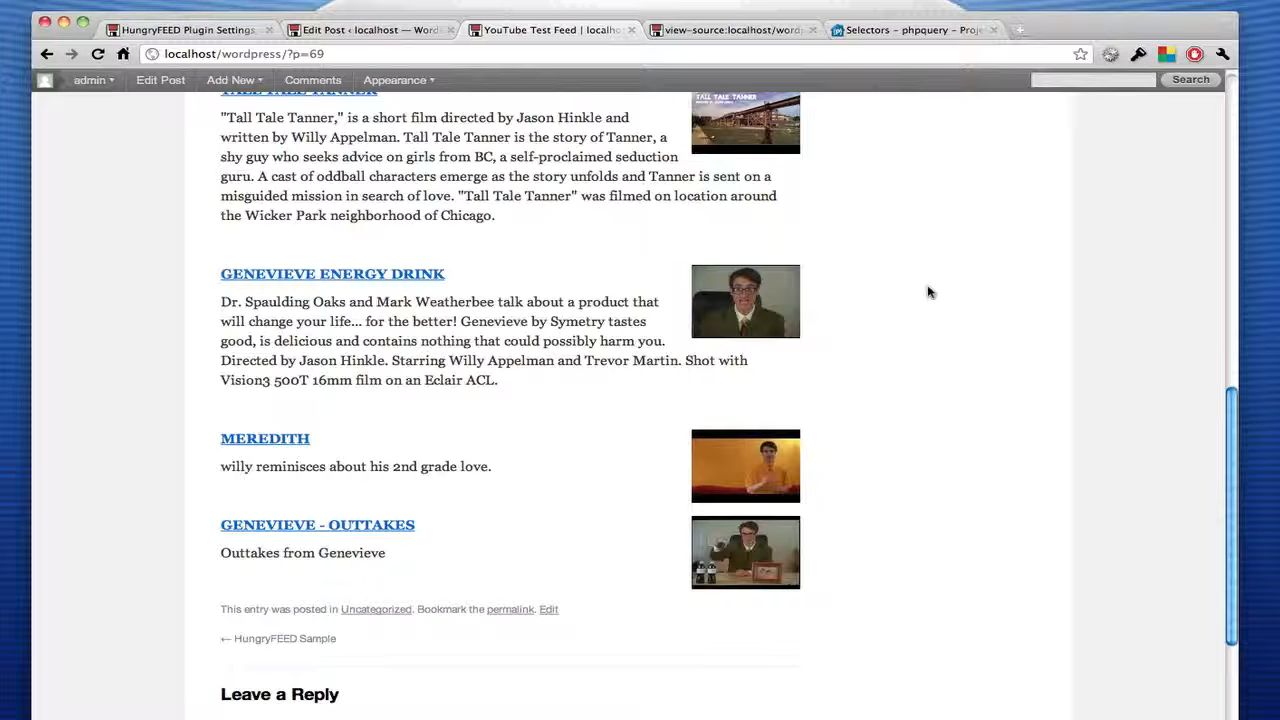 HungryFEED Plugin Settings
Edit Post ‹ localhost — Word
YouTube Test Feed | localho
view-source:localhost/word
Selectors - phpquery - Proje
localhost/wordpress/?p=69
admin Edit Post Add New Comments Appearance Search
TALL TALE TANNER
"Tall Tale Tanner," is a short film directed by Jason Hinkle and
written by Willy Appelman. Tall Tale Tanner is the story of Tanner, a
shy guy who seeks advice on girls from BC, a self-proclaimed seduction
guru. A cast of oddball characters emerge as the story unfolds and Tanner is sent on a
misguided mission in search of love. "Tall Tale Tanner" was filmed on location around
the Wicker Park neighborhood of Chicago.
TALL TALE TANNER
GENEVIEVE ENERGY DRINK
Dr. Spaulding Oaks and Mark Weatherbee talk about a product that
will change your life... for the better! Genevieve by Symetry tastes
good, is delicious and contains nothing that could possibly harm you.
Directed by Jason Hinkle. Starring Willy Appelman and Trevor Martin. Shot with
Vision3 500T 16mm film on an Eclair ACL.
MEREDITH
willy reminisces about his 2nd grade love.
GENEVIEVE - OUTTAKES
Outtakes from Genevieve
This entry was posted in Uncategorized. Bookmark the permalink. Edit
← HungryFEED Sample
Leave a Reply